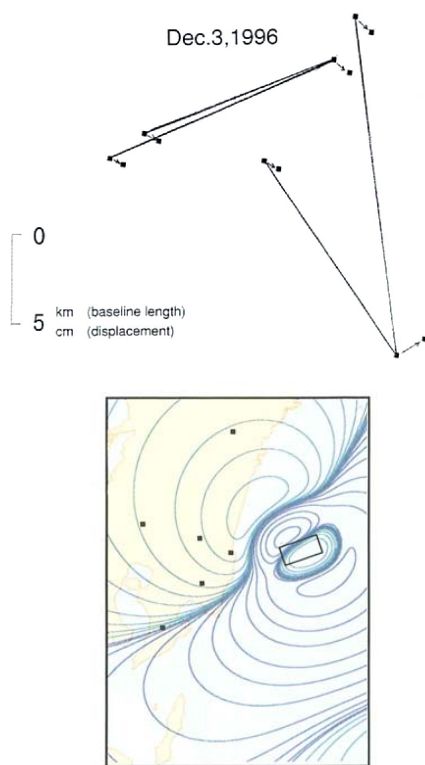 Dec.3,1996
0
km (baseline length)
5 cm (displacement)